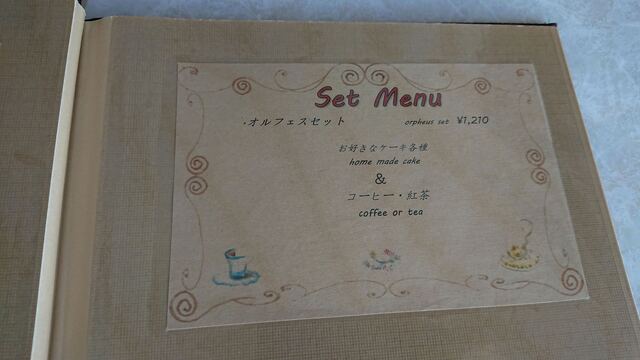 Set Menu
・オルフェスセット orpheus set ¥1,210
お好きなケーキ各種
home made cake
&
コーヒー・紅茶
coffee or tea